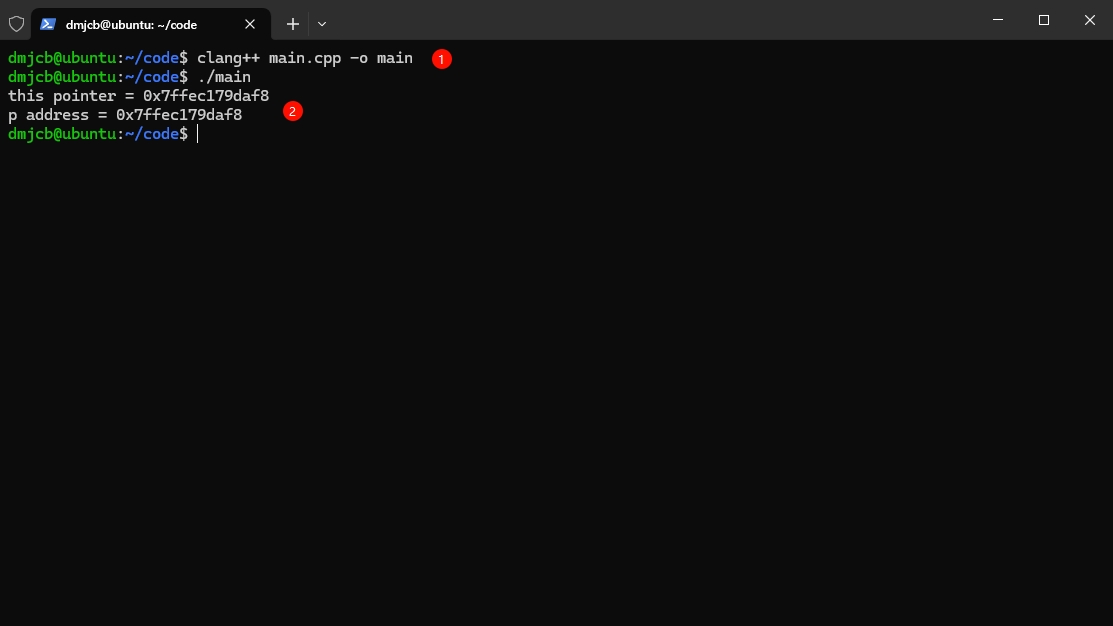 dmjcb@ubuntu: ~/code
dmjcb@ubuntu:~/code$ clang++ main.cpp -o main 1
dmjcb@ubuntu:~/code$ ./main
this pointer = 0x7ffec179daf8
p address = 0x7ffec179daf8 2
dmjcb@ubuntu:~/code$